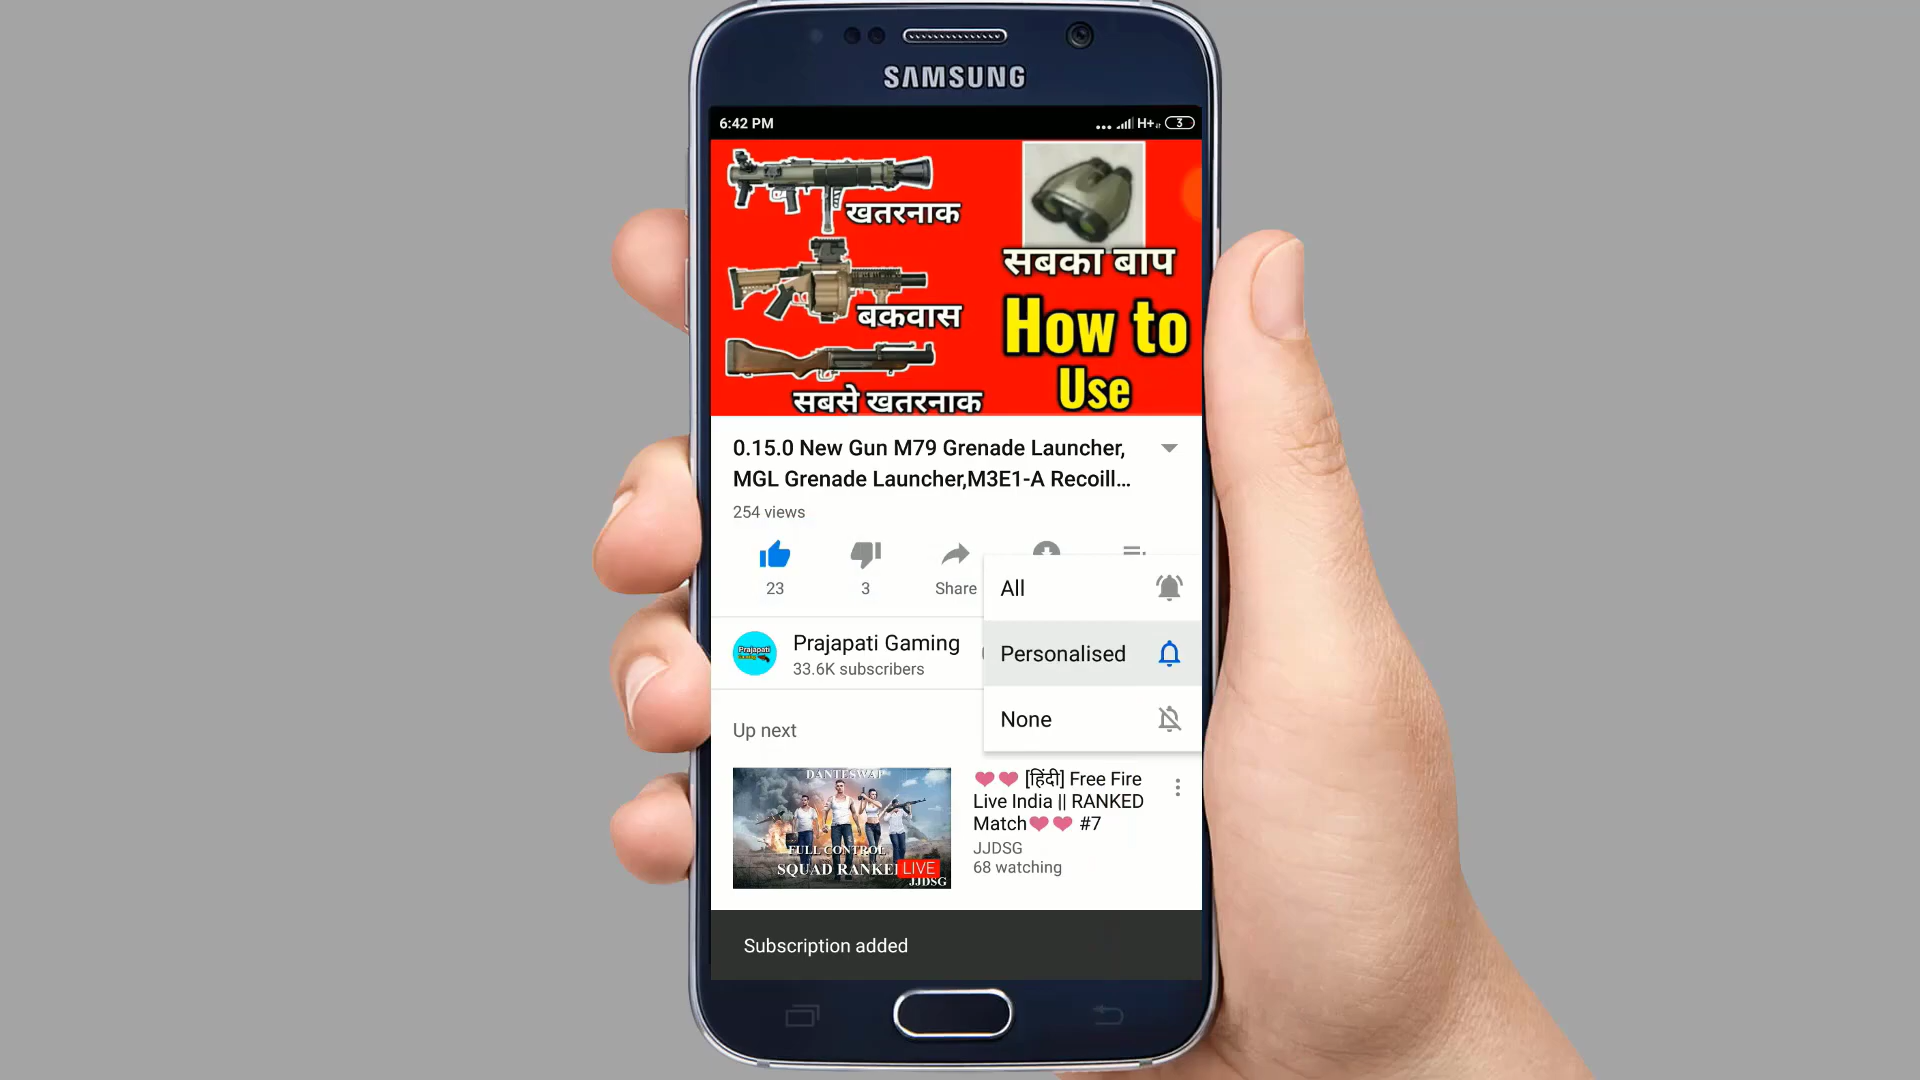 SAMSUNG
6:42 PM
H+
3
खतरनाक
बकवास
सबसे खतरनाक
सबका बाप
How to
Use
0.15.0 New Gun M79 Grenade Launcher,
MGL Grenade Launcher,M3E1-A Recoill...
254 views
23
3
Share
All
Personalised
None
Prajapati
Prajapati Gaming
33.6K subscribers
Up next
DANTESWAP
FULL CONTROL
SQUAD RANKE
LIVE
JJDSG
❤❤ [हिंदी] Free Fire
Live India || RANKED
Match❤❤ #7
JJDSG
68 watching
Subscription added